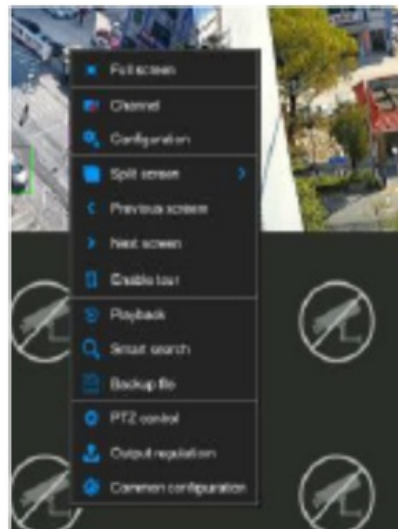 Full screen
Channel
Configuration
Split screen
Previous screen
Next screen
Enable tour
Playback
Smart search
Backup file
PTZ control
Output regulation
Common configuration